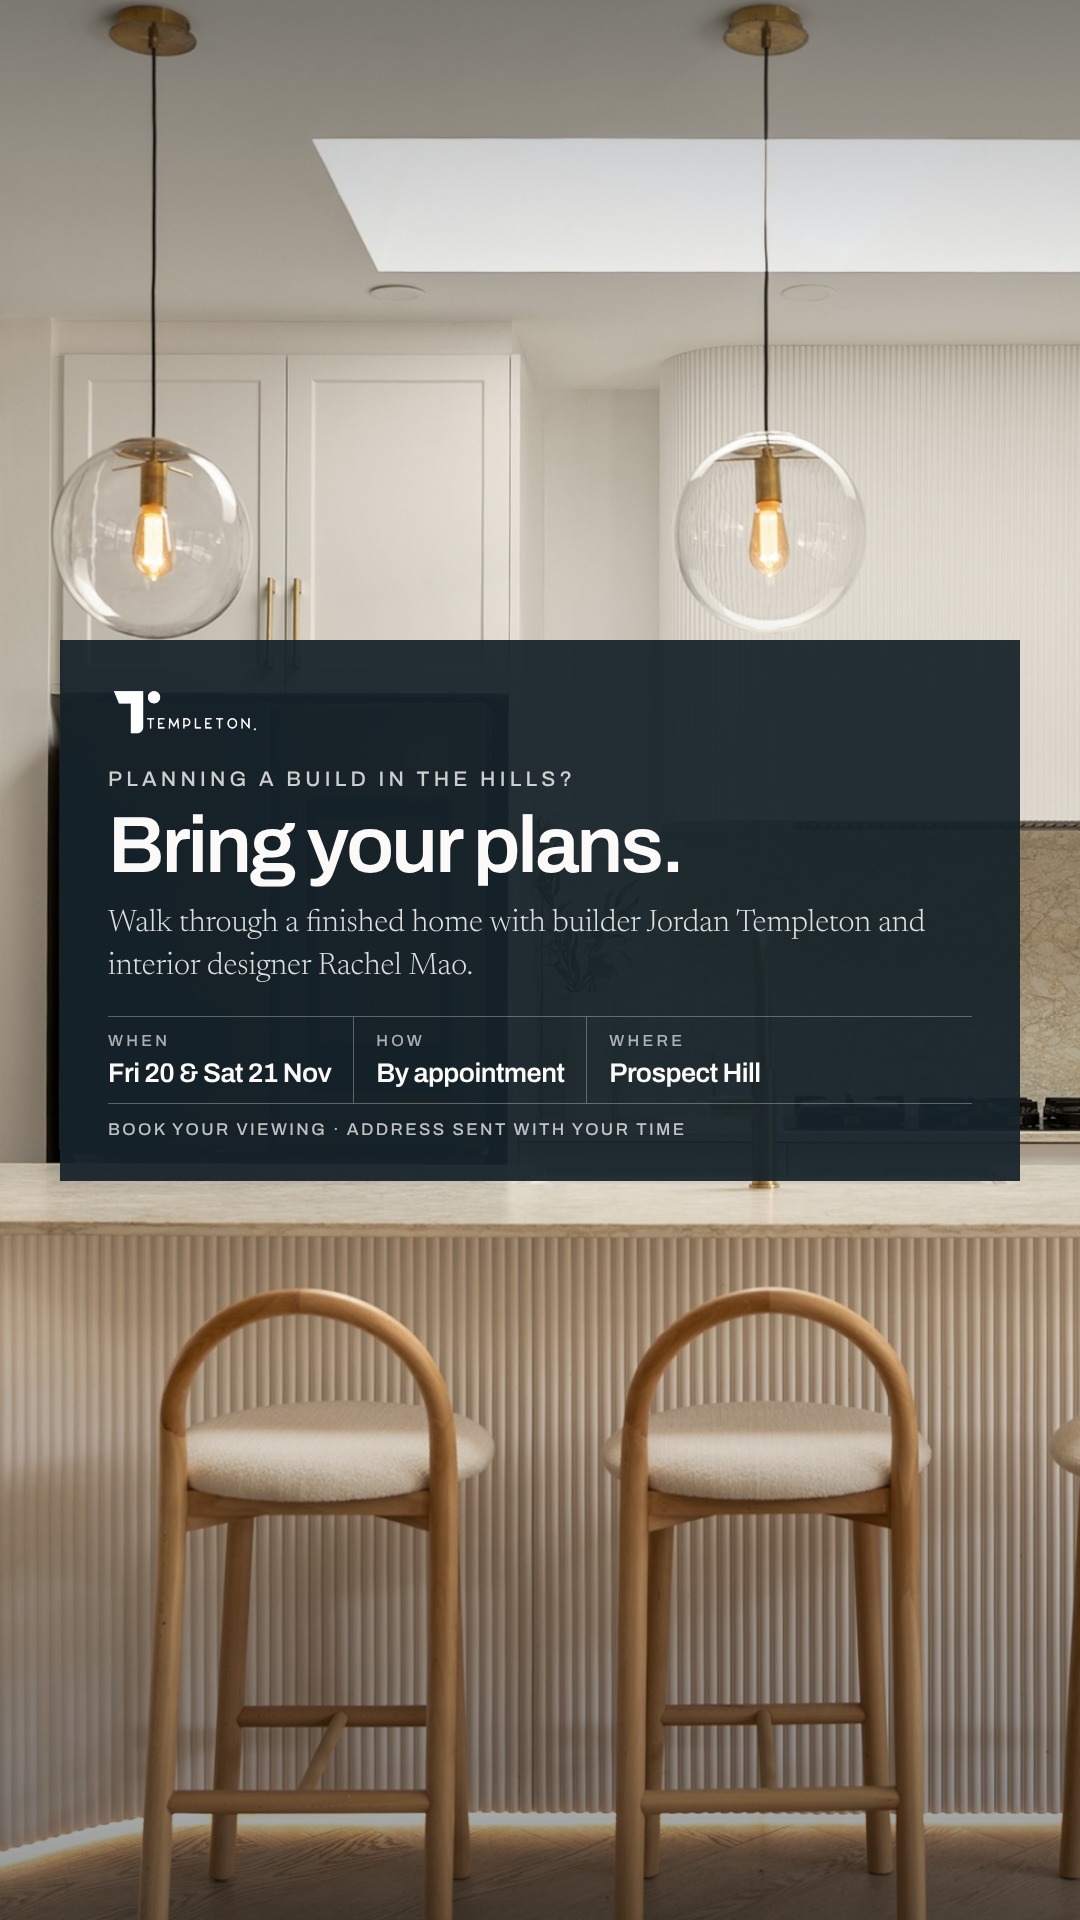 TEMPLETON.
PLANNING A BUILD IN THE HILLS?
Bring your plans.
Walk through a finished home with builder Jordan Templeton and
interior designer Rachel Mao.
WHEN
Fri 20 & Sat 21 Nov
HOW
By appointment
WHERE
Prospect Hill
BOOK YOUR VIEWING · ADDRESS SENT WITH YOUR TIME